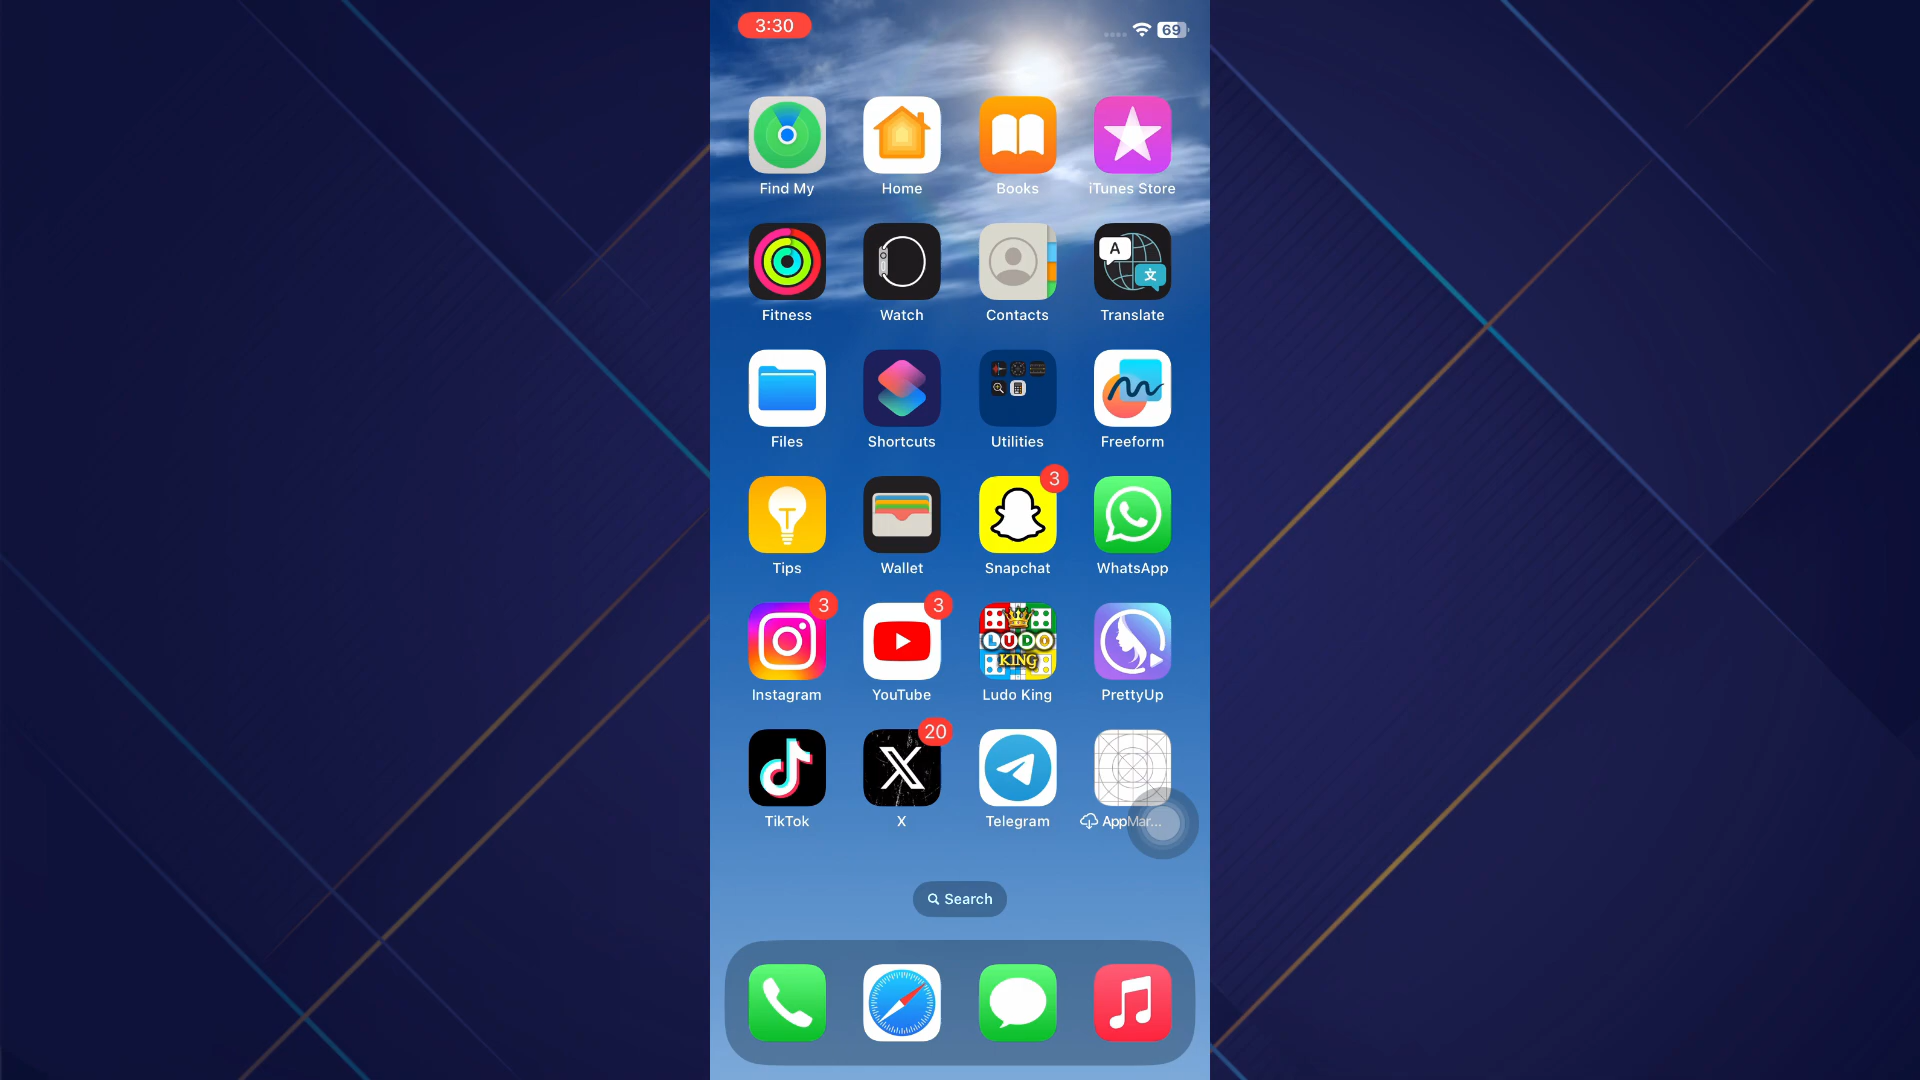 3:30
69
Find My
Home
Books
iTunes Store
A
文
Fitness
Watch
Contacts
Translate
Files
Shortcuts
Utilities
Freeform
3
Tips
Wallet
Snapchat
WhatsApp
3
3
LUDO
KING
Instagram
YouTube
Ludo King
PrettyUp
20
X
TikTok
X
Telegram
AppMar...
Search